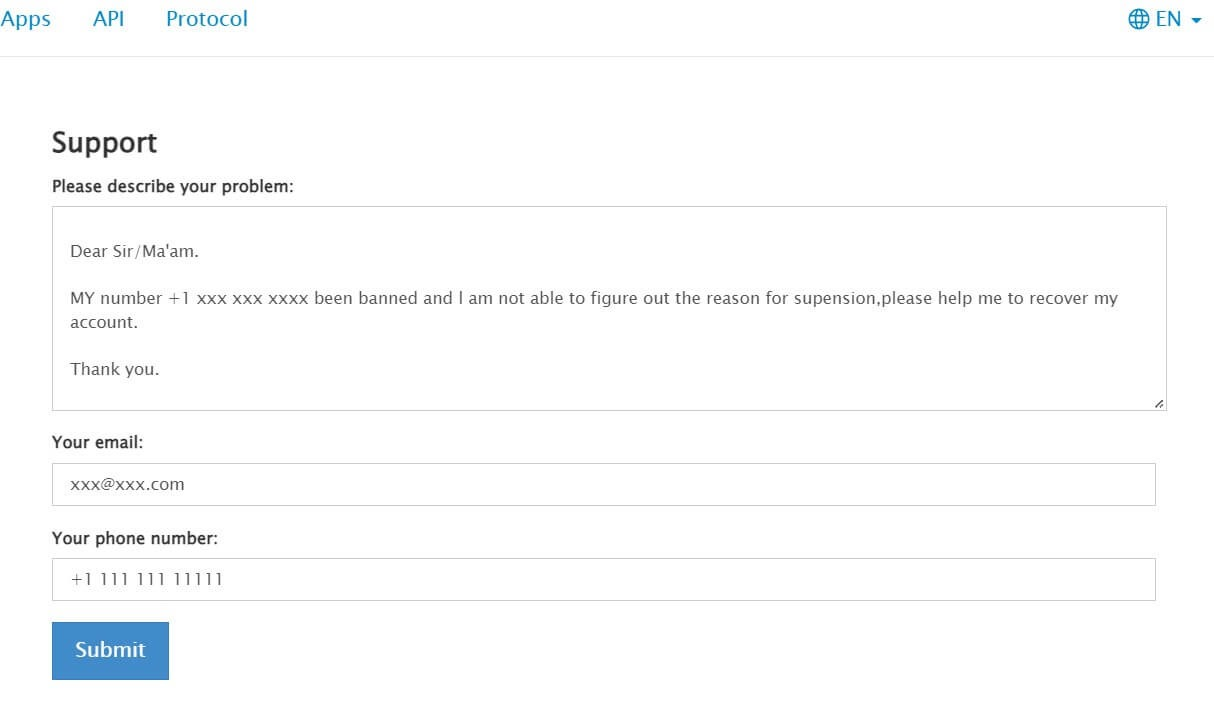 Apps API Protocol EN
Support
Please describe your problem:
Dear Sir/Ma'am.
MY number +1 xxx xxx xxxx been banned and l am not able to figure out the reason for supension,please help me to recover my
account.
Thank you.
Your email:
xxx@xxx.com
Your phone number:
+1 111 111 11111
Submit